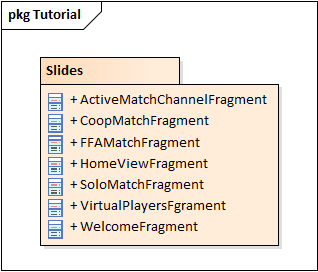 pkg Tutorial
Slides
+ ActiveMatchChannelFragment
+ CoopMatchFragment
+ FFAMatchFragment
+ HomeViewFragment
+ SoloMatchFragment
+ VirtualPlayersFgrament
+ WelcomeFragment